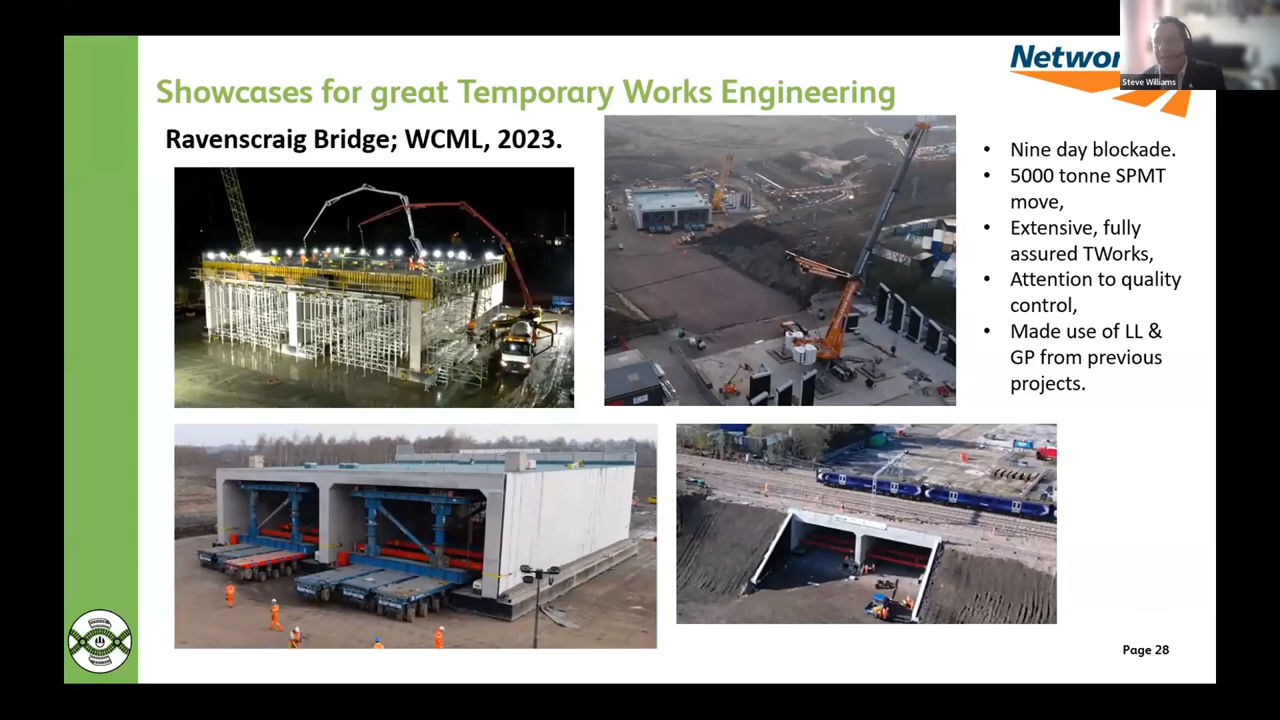 Networ
Steve Williams
Showcases for great Temporary Works Engineering
Ravenscraig Bridge; WCML, 2023.
• Nine day blockade.
• 5000 tonne SPMT
move,
• Extensive, fully
assured TWorks,
• Attention to quality
control,
• Made use of LL &
GP from previous
projects.
Page 28